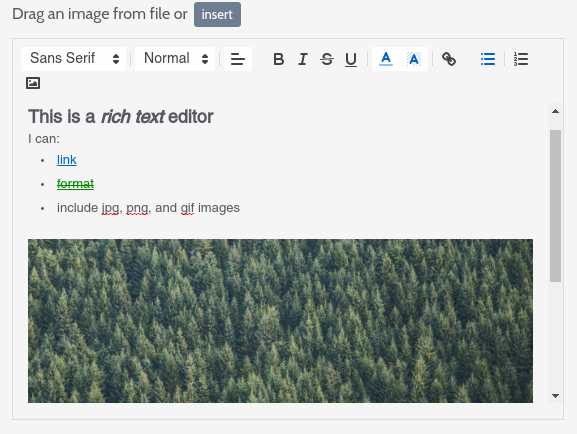 Drag an image from file or insert
Sans Serif Normal B I S U A A
This is a rich text editor
I can:
• link
• format
• include jpg, png, and gif images